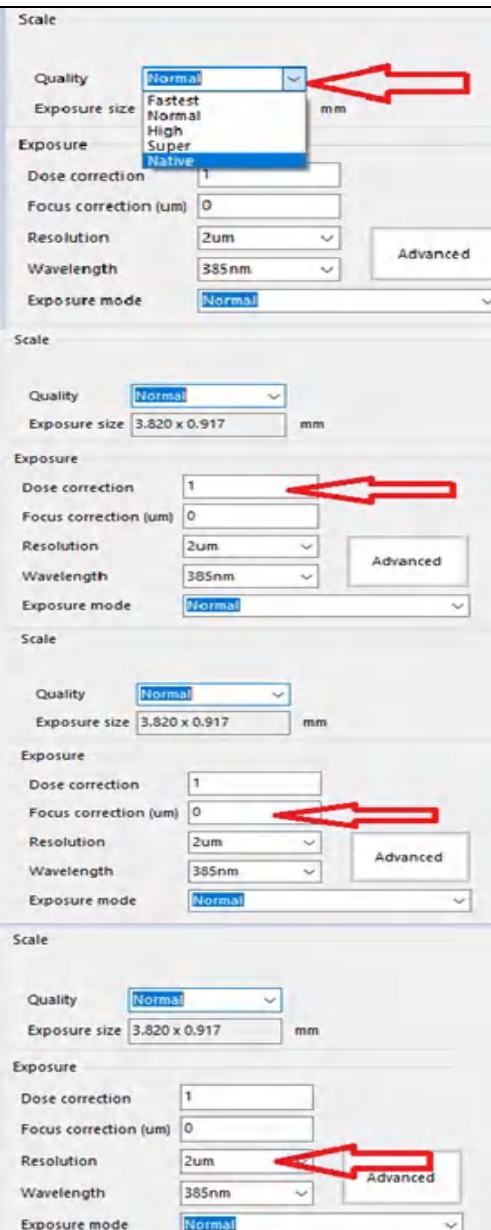 Scale
Quality Normal
Fastest
Exposure size mm
Normal
High
Exposure
Super
Native
Dose correction 1
Focus correction (um) 0
Resolution 2um
Advanced
Wavelength 385nm
Exposure mode Normal
Scale
Quality Normal
Exposure size 3.820 x 0.917 mm
Exposure
Dose correction 1
Focus correction (um) 0
Resolution 2um
Advanced
Wavelength 385nm
Exposure mode Normal
Scale
Quality Normal
Exposure size 3.820 x 0.917 mm
Exposure
Dose correction 1
Focus correction (um) 0
Resolution 2um
Advanced
Wavelength 385nm
Exposure mode Normal
Scale
Quality Normal
Exposure size 3.820 x 0.917 mm
Exposure
Dose correction 1
Focus correction (um) 0
Resolution 2um
Advanced
Wavelength 385nm
Exposure mode Normal